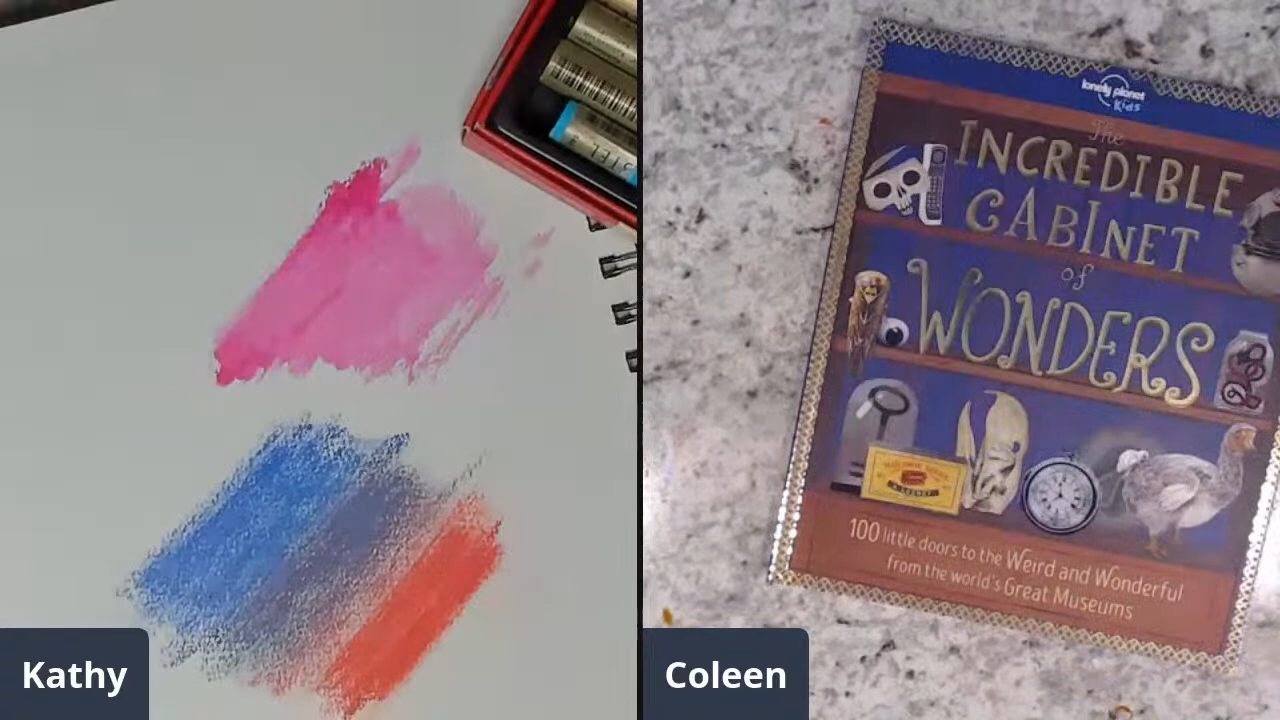 lonely planet
Kids
The
INCREDIBLE
CABINET
of
WONDERS
100 little doors to the Weird and Wonderful
from the world's Great Museums
Kathy
Coleen